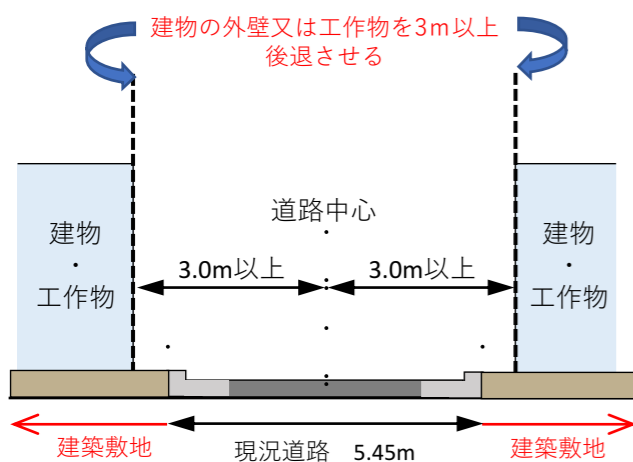 建物の外壁又は工作物を3m以上
後退させる
道路中心
建物
・
工作物
3.0m以上
3.0m以上
建物
・
工作物
建築敷地
現況道路 5.45m
建築敷地